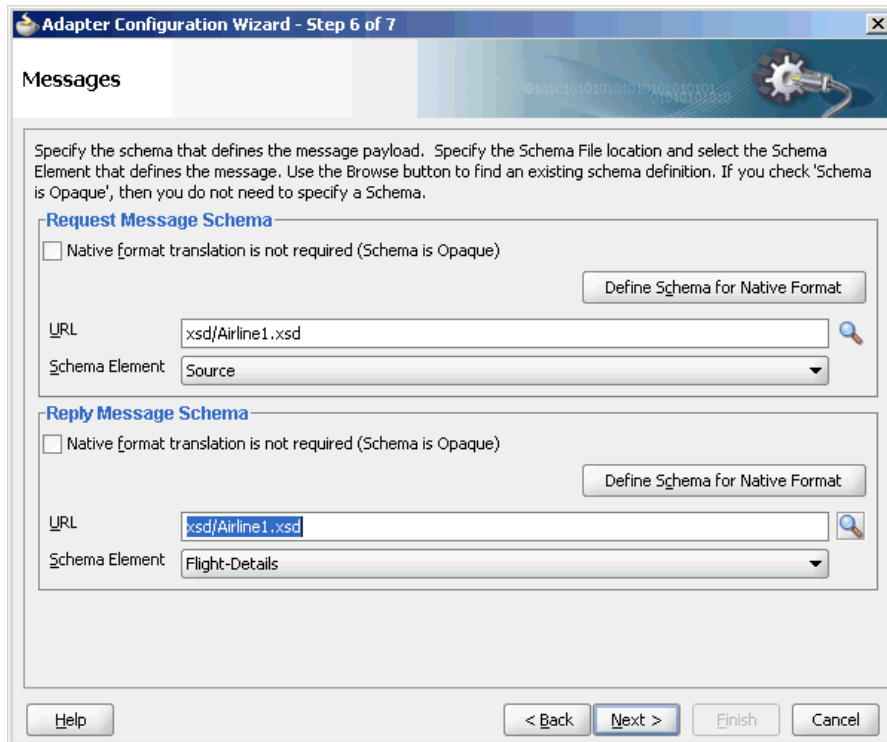 Adapter Configuration Wizard - Step 6 of 7
Messages
Specify the schema that defines the message payload. Specify the Schema File location and select the Schema
Element that defines the message. Use the Browse button to find an existing schema definition. If you check 'Schema
is Opaque', then you do not need to specify a Schema.
Request Message Schema
Native format translation is not required (Schema is Opaque)
Define Schema for Native Format
URL xsd/Airline1.xsd
Schema Element Source
Reply Message Schema
Native format translation is not required (Schema is Opaque)
Define Schema for Native Format
URL xsd/Airline1.xsd
Schema Element Flight-Details
Help < Back Next > Finish Cancel